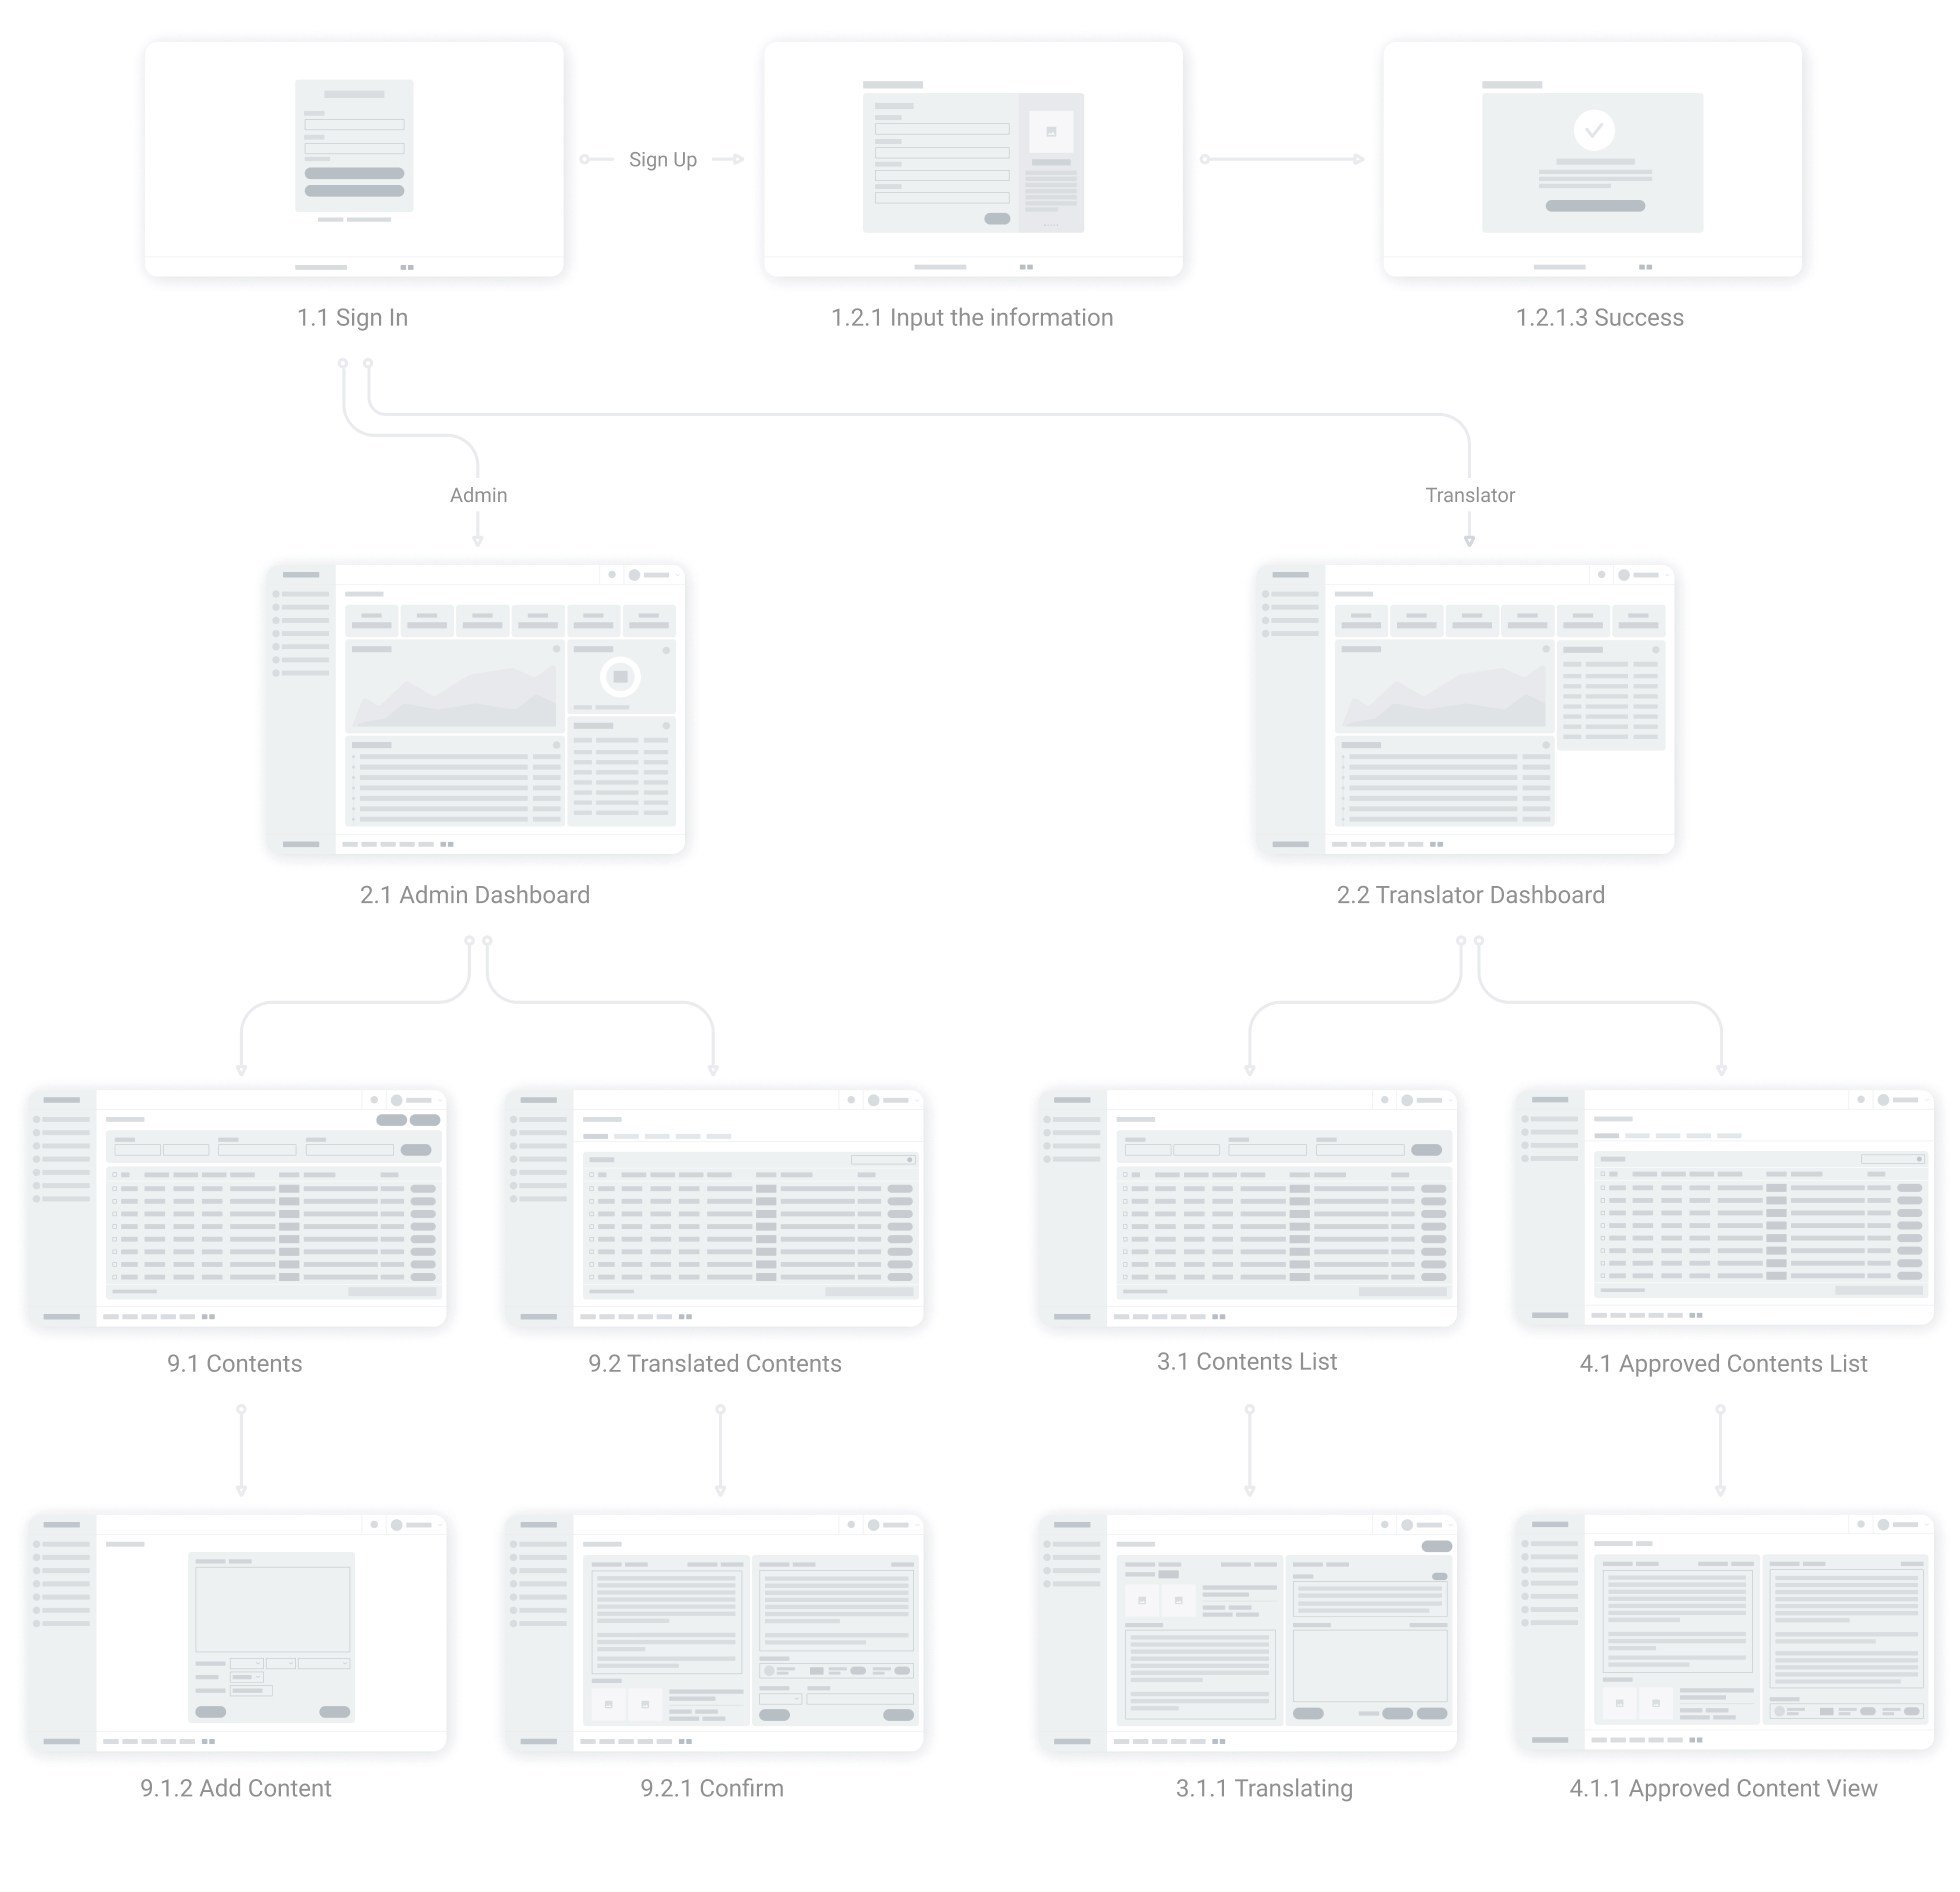 Sign Up
1.1 Sign In
1.2.1 Input the information
1.2.1.3 Success
Admin
Translator
2.1 Admin Dashboard
2.2 Translator Dashboard
9.1 Contents
9.2 Translated Contents
3.1 Contents List
4.1 Approved Contents List
9.1.2 Add Content
9.2.1 Confirm
3.1.1 Translating
4.1.1 Approved Content View